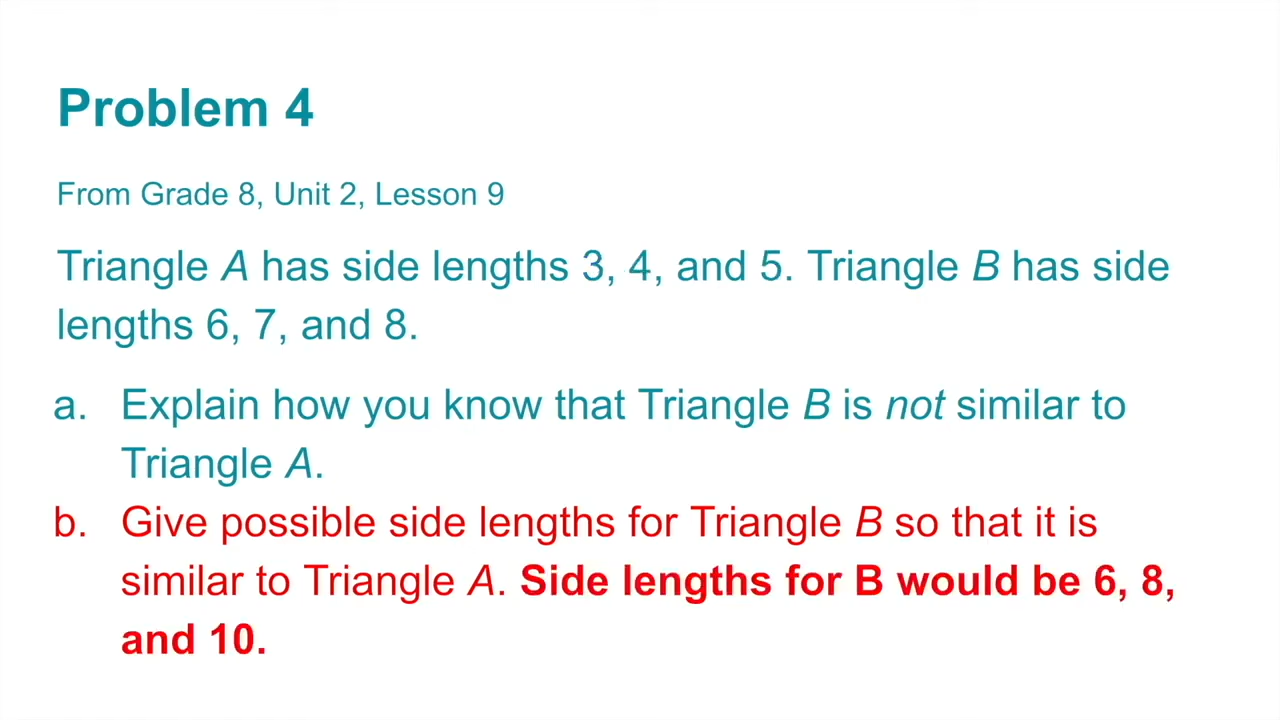 Problem 4
From Grade 8, Unit 2, Lesson 9
Triangle A has side lengths 3, 4, and 5. Triangle B has side
lengths 6, 7, and 8.
a. Explain how you know that Triangle B is not similar to
Triangle A.
b. Give possible side lengths for Triangle B so that it is
similar to Triangle A. Side lengths for B would be 6, 8,
and 10.